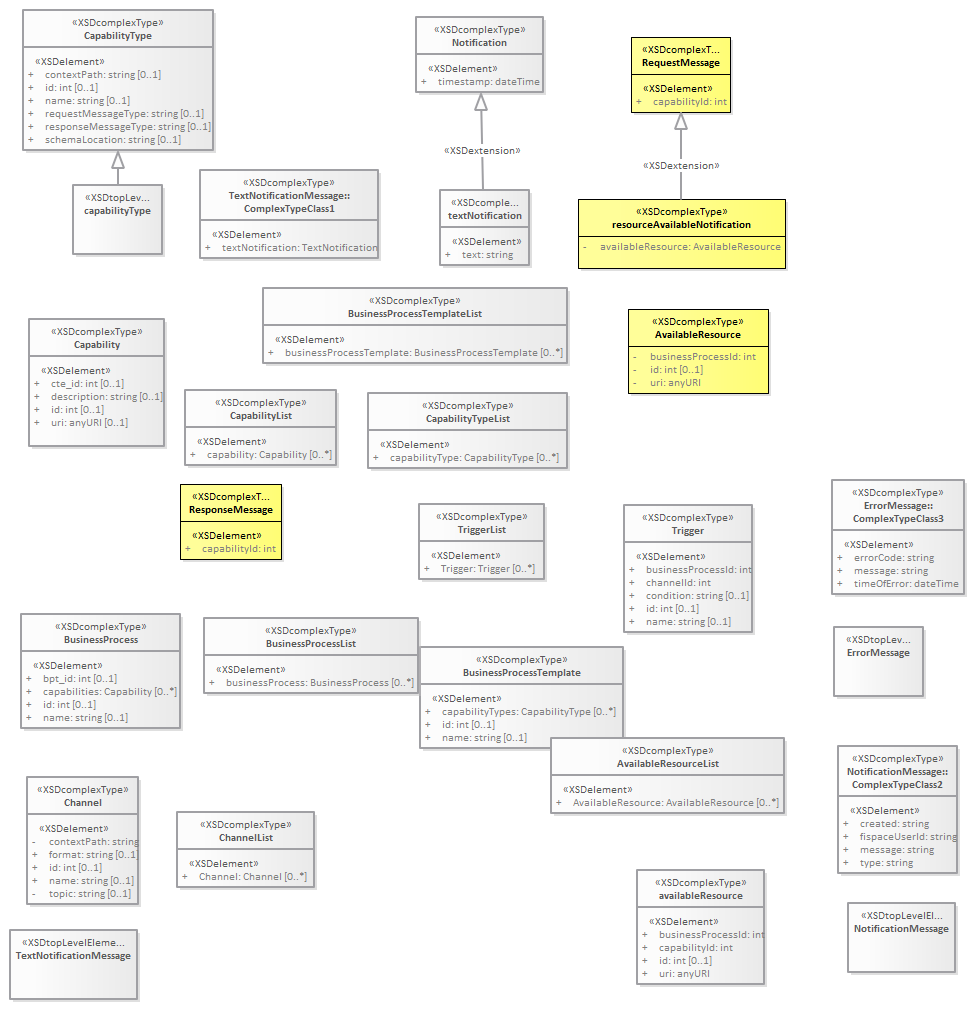 «XSDcomplexType»
CapabilityType
«XSDelement»
+ contextPath: string [0..1]
+ id: int [0..1]
+ name: string [0..1]
+ requestMessageType: string [0..1]
+ responseMessageType: string [0..1]
+ schemaLocation: string [0..1]
«XSDcomplexType»
Notification
«XSDelement»
+ timestamp: dateTime
«XSDcomplexT...
RequestMessage
«XSDelement»
+ capabilityId: int
«XSDextension»
«XSDextension»
«XSDtopLev...
capabilityType
«XSDcomplexType»
TextNotificationMessage::
ComplexTypeClass1
«XSDelement»
+ textNotification: TextNotification
«XSDcomple...
textNotification
«XSDelement»
+ text: string
«XSDcomplexType»
resourceAvailableNotification
- availableResource: AvailableResource
«XSDcomplexType»
BusinessProcessTemplateList
«XSDelement»
+ businessProcessTemplate: BusinessProcessTemplate [0..*]
«XSDcomplexType»
AvailableResource
- businessProcessId: int
- id: int [0..1]
- uri: anyURI
«XSDcomplexType»
Capability
«XSDelement»
+ cte_id: int [0..1]
+ description: string [0..1]
+ id: int [0..1]
+ uri: anyURI [0..1]
«XSDcomplexType»
CapabilityList
«XSDelement»
+ capability: Capability [0..*]
«XSDcomplexType»
CapabilityTypeList
«XSDelement»
+ capabilityType: CapabilityType [0..*]
«XSDcomplexT...
ResponseMessage
«XSDelement»
+ capabilityId: int
«XSDcomplexType»
TriggerList
«XSDelement»
+ Trigger: Trigger [0..*]
«XSDcomplexType»
Trigger
«XSDelement»
+ businessProcessId: int
+ channelId: int
+ condition: string [0..1]
+ id: int [0..1]
+ name: string [0..1]
«XSDcomplexType»
ErrorMessage::
ComplexTypeClass3
«XSDelement»
+ errorCode: string
+ message: string
+ timeOfError: dateTime
«XSDcomplexType»
BusinessProcess
«XSDelement»
+ bpt_id: int [0..1]
+ capabilities: Capability [0..*]
+ id: int [0..1]
+ name: string [0..1]
«XSDcomplexType»
BusinessProcessList
«XSDelement»
+ businessProcess: BusinessProcess [0..*]
«XSDcomplexType»
BusinessProcessTemplate
«XSDelement»
+ capabilityTypes: CapabilityType [0..*]
+ id: int [0..1]
+ name: string [0..1]
«XSDtopLev...
ErrorMessage
«XSDcomplexType»
AvailableResourceList
«XSDelement»
+ AvailableResource: AvailableResource [0..*]
«XSDcomplexType»
NotificationMessage::
ComplexTypeClass2
«XSDelement»
+ created: string
+ fispaceUserId: string
+ message: string
+ type: string
«XSDcomplexType»
Channel
«XSDelement»
- contextPath: string
+ format: string [0..1]
+ id: int [0..1]
+ name: string [0..1]
- topic: string [0..1]
«XSDcomplexType»
ChannelList
«XSDelement»
+ Channel: Channel [0..*]
«XSDcomplexType»
availableResource
«XSDelement»
+ businessProcessId: int
+ capabilityId: int
+ id: int [0..1]
+ uri: anyURI
«XSDtopLevelEl...
NotificationMessage
«XSDtopLevelEleme...
TextNotificationMessage